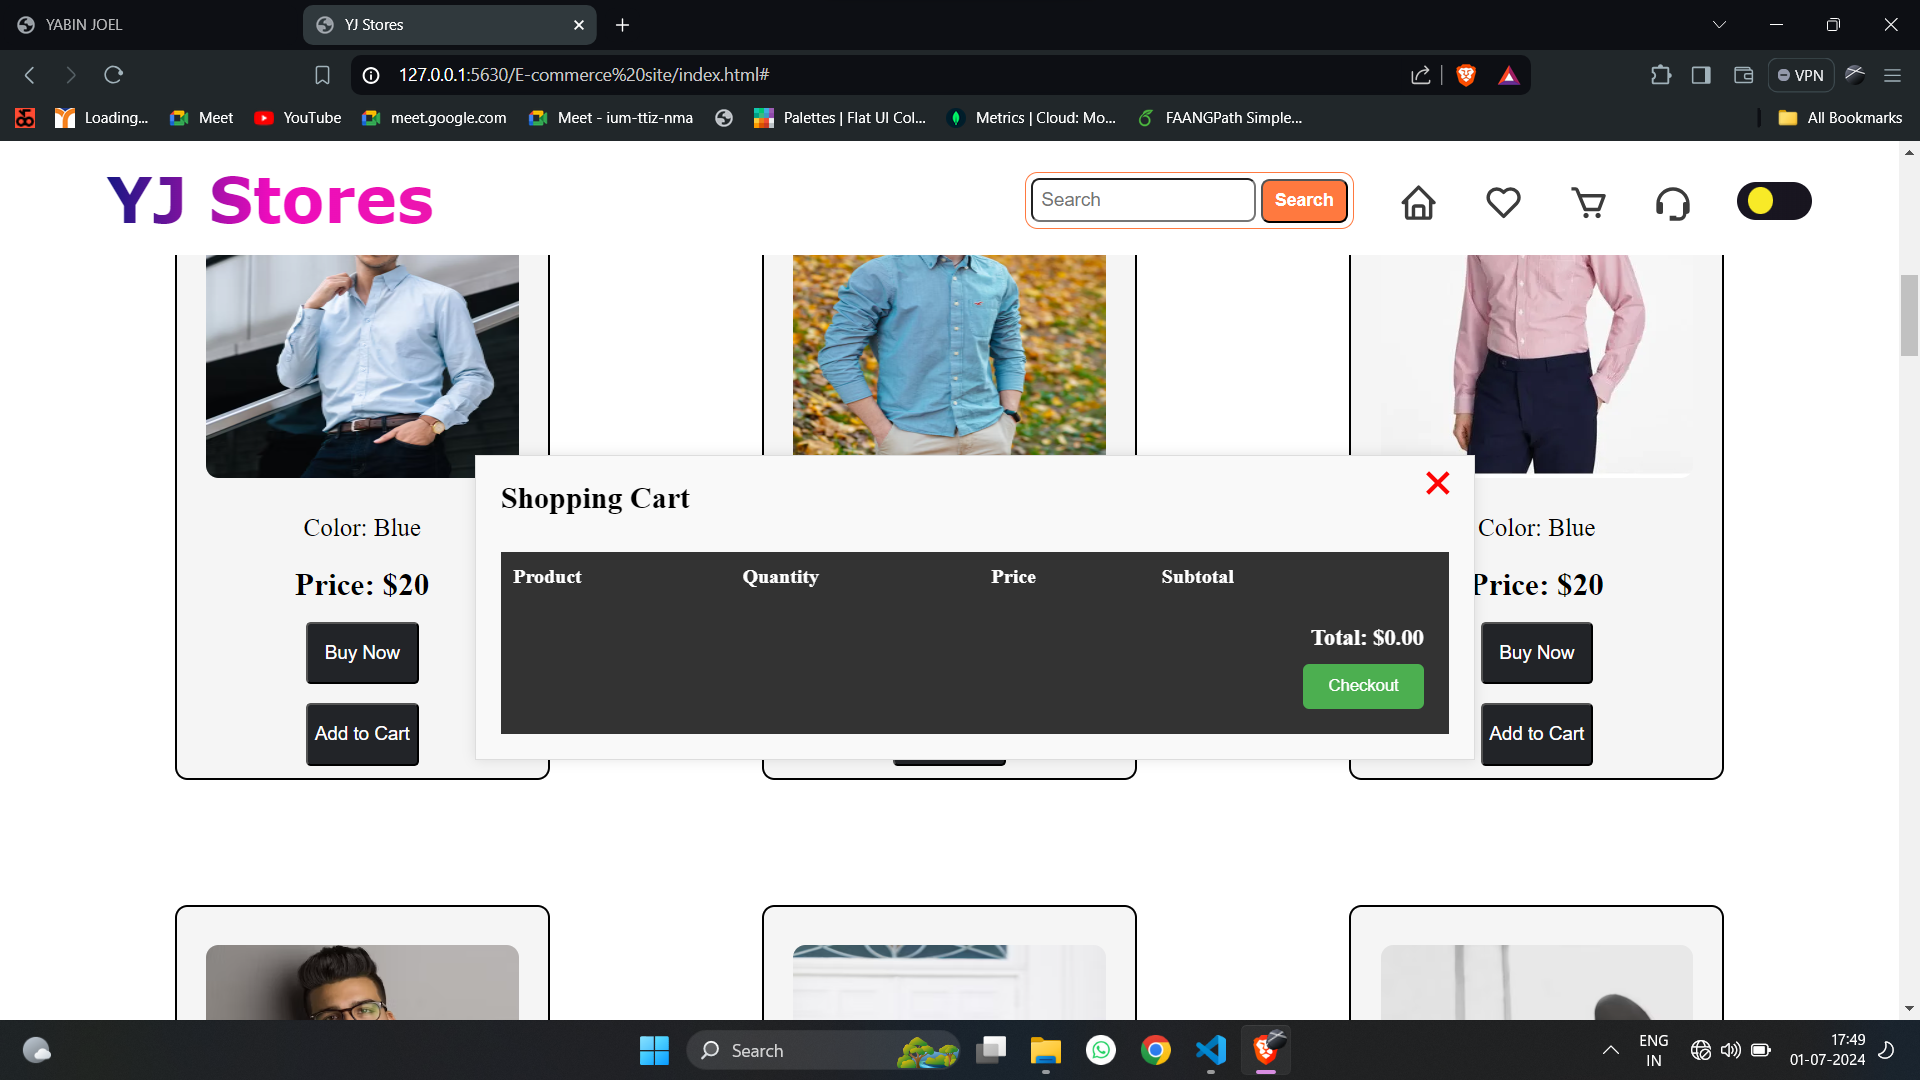 YABIN JOEL
YJ Stores
127.0.0.1:5630/E-commerce%20site/index.html#
VPN
Loading...
Meet
YouTube
meet.google.com
Meet - ium-ttiz-nma
Palettes | Flat UI Col...
Metrics | Cloud: Mo...
FAANGPath Simple...
All Bookmarks
YJ Stores
Search
Search
Color: Blue
Price: $20
Buy Now
Add to Cart
Shopping Cart
Product Quantity Price Subtotal
Total: $0.00
Checkout
Color: Blue
Price: $20
Buy Now
Add to Cart
Search
ENG
IN
17:49
01-07-2024